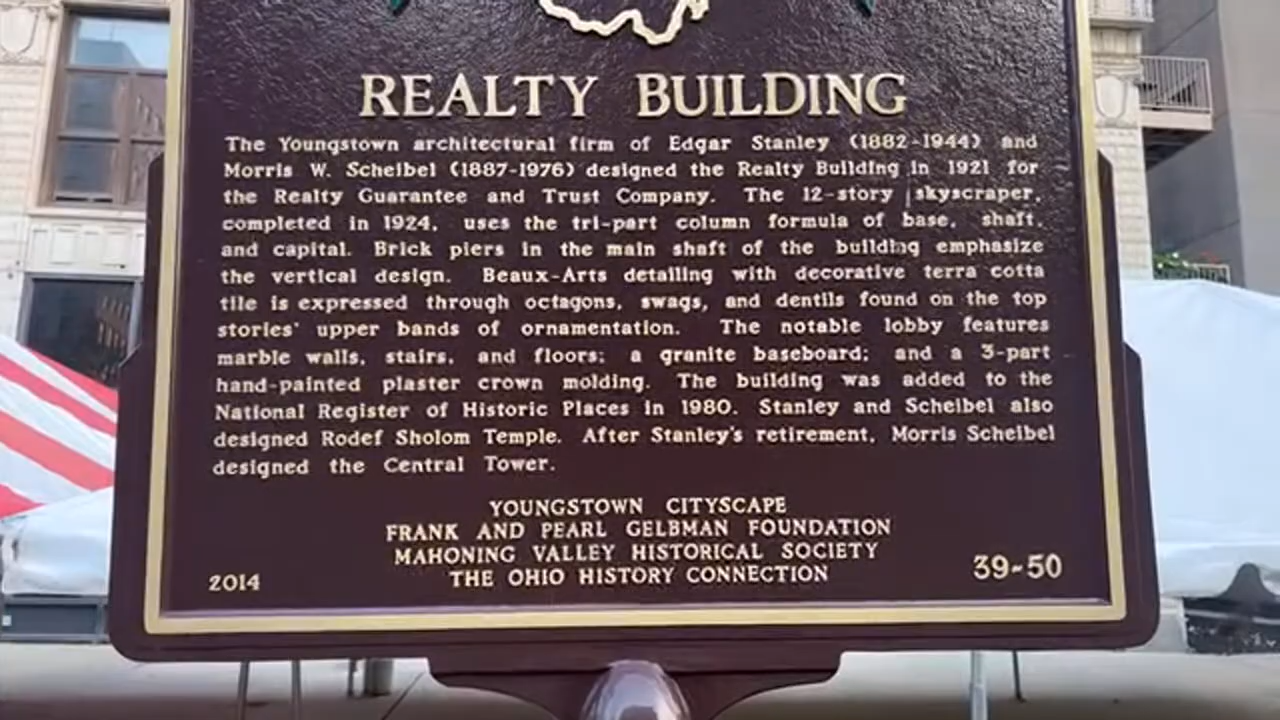 REALTY BUILDING
The Youngstown architectural firm of Edgar Stanley (1882-1944) and
Morris W. Scheibel (1887-1976) designed the Realty Building in 1921 for
the Realty Guarantee and Trust Company. The 12-story skyscraper,
completed in 1924, uses the tri-part column formula of base, shaft,
and capital. Brick piers in the main shaft of the building emphasize
the vertical design. Beaux-Arts detailing with decorative terra cotta
tile is expressed through octagons, swags, and dentils found on the top
stories' upper bands of ornamentation. The notable lobby features
marble walls, stairs, and floors; a granite baseboard; and a 3-part
hand-painted plaster crown molding. The building was added to the
National Register of Historic Places in 1980. Stanley and Scheibel also
designed Rodef Sholom Temple. After Stanley's retirement, Morris Scheibel
designed the Central Tower.
YOUNGSTOWN CITYSCAPE
FRANK AND PEARL GELBMAN FOUNDATION
MAHONING VALLEY HISTORICAL SOCIETY
THE OHIO HISTORY CONNECTION
2014
39-50